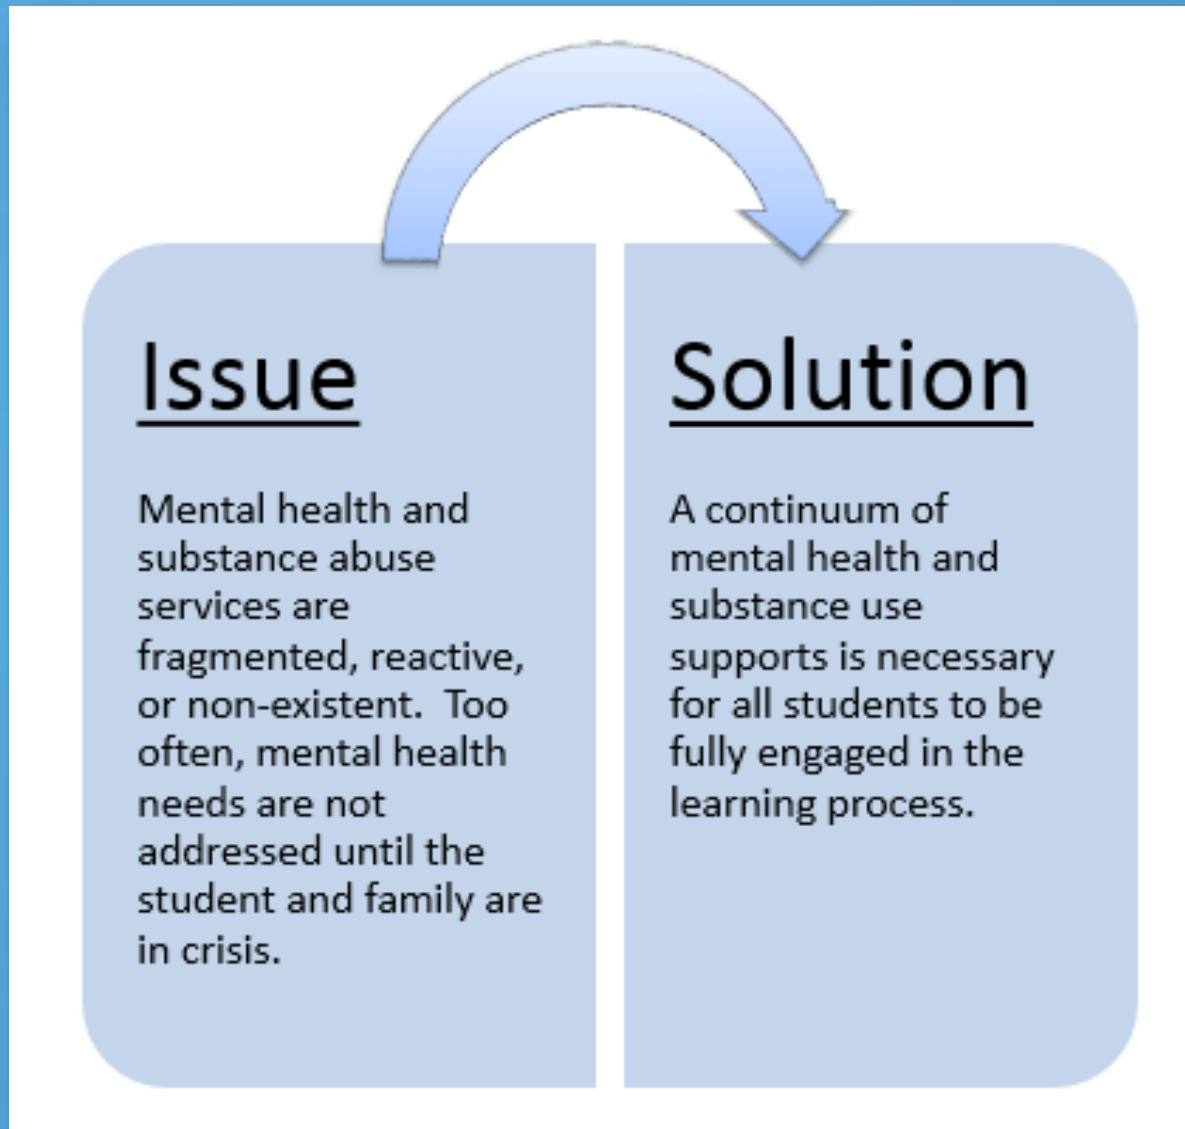 Issue
Mental health and
substance abuse
services are
fragmented, reactive,
or non-existent.  Too
often, mental health
needs are not
addressed until the
student and family are
in crisis.
Solution
A continuum of
mental health and
substance use
supports is necessary
for all students to be
fully engaged in the
learning process.